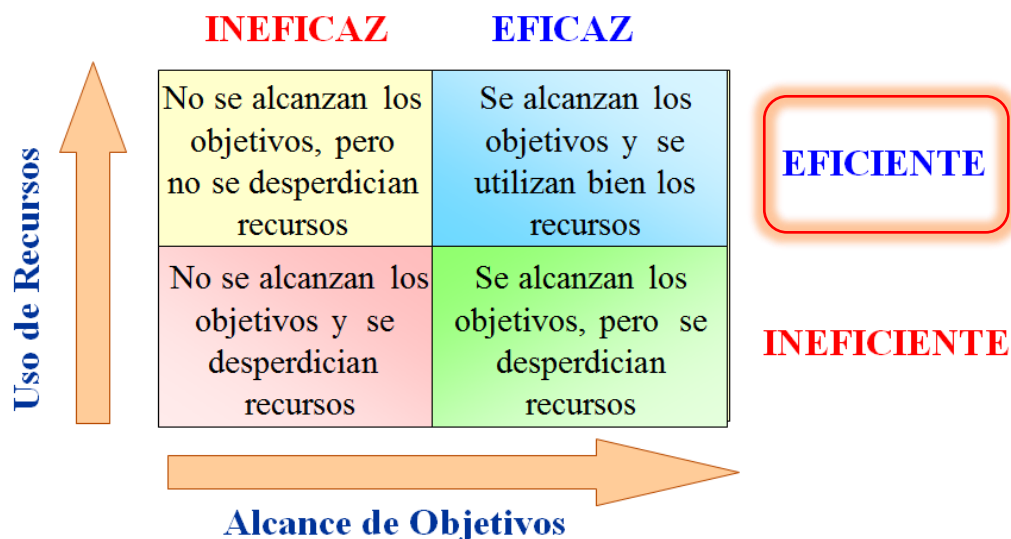 INEFICAZ EFICAZ
No se alcanzan los
objetivos, pero
no se desperdician
recursos
Se alcanzan los
objetivos y se
utilizan bien los
recursos
EFICIENTE
No se alcanzan los
objetivos y se
desperdician
recursos
Se alcanzan los
objetivos, pero se
desperdician
recursos
INEFICIENTE
Uso de Recursos
Alcance de Objetivos